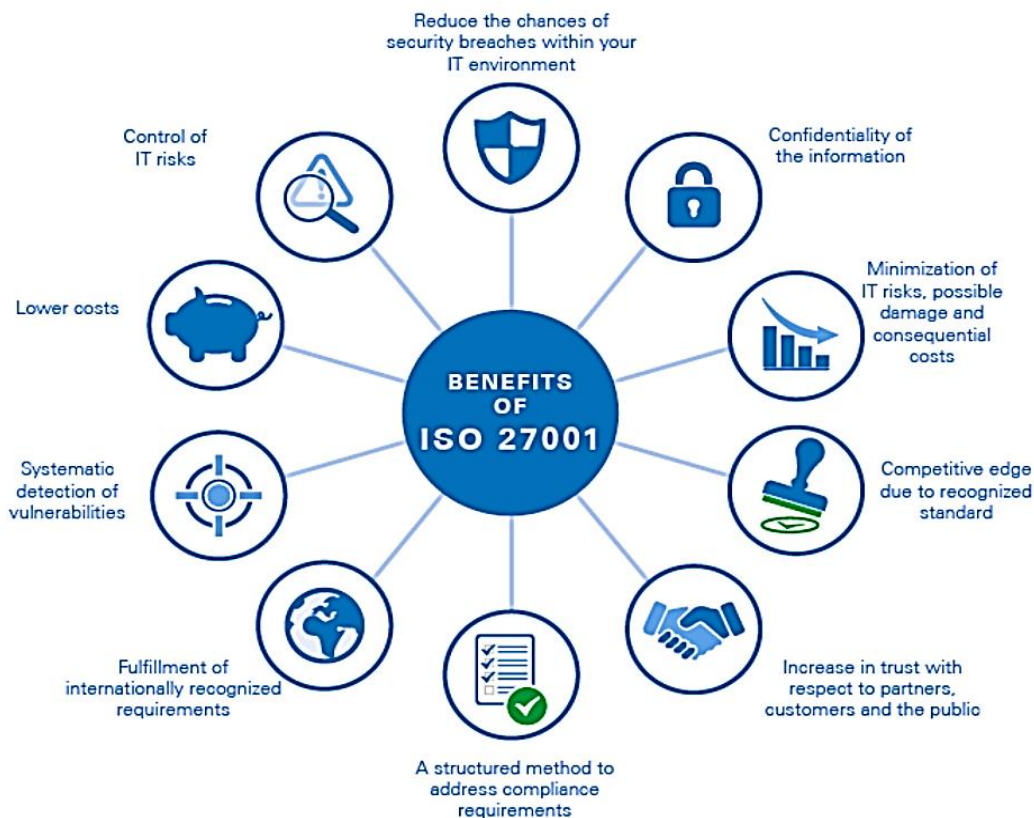 Reduce the chances of
security breaches within your
IT environment
Confidentiality of
the information
Minimization of
IT risks, possible
damage and
consequential
costs
Competitive edge
due to recognized
standard
Increase in trust with
respect to partners,
customers and the public
A structured method to
address compliance
requirements
Fulfillment of
internationally recognized
requirements
Systematic
detection of
vulnerabilities
Lower costs
Control of
IT risks
BENEFITS
OF
ISO 27001